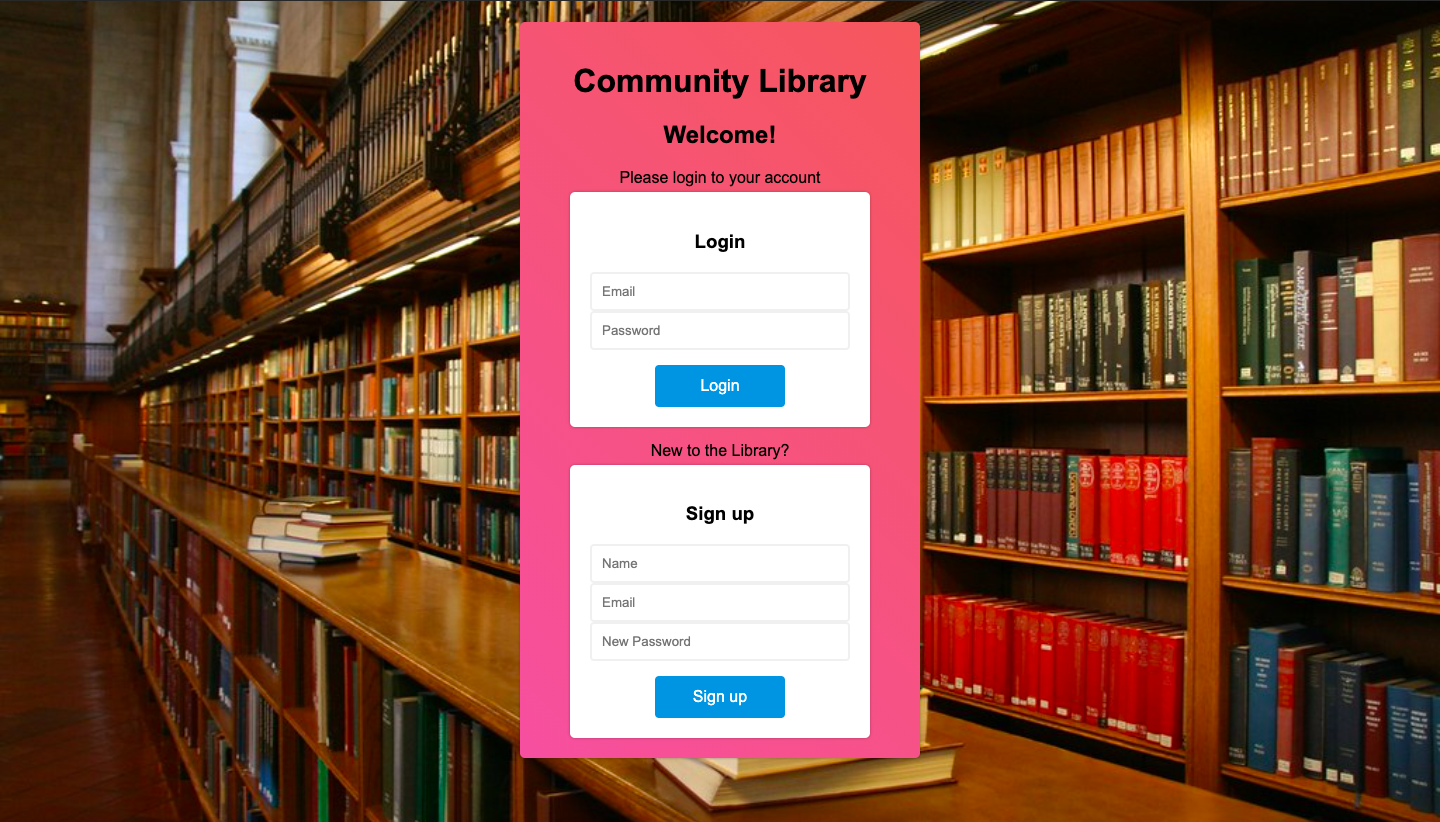 Community Library
Welcome!
Please login to your account
Login
Email
Password
Login
New to the Library?
Sign up
Name
Email
New Password
Sign up